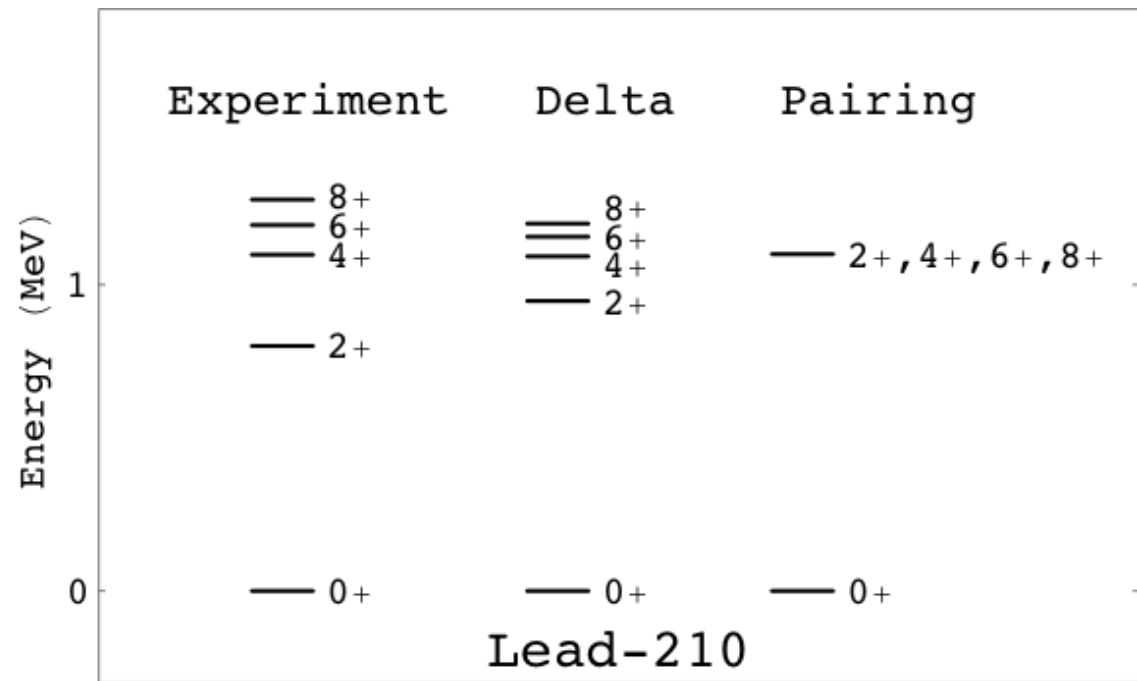 Experiment Delta Pairing
8+ 8+
6+ 6+
4+ 4+ 2+,4+,6+,8+
1
2+
2+
Energy (MeV)
0 0+ 0+ 0+
Lead-210